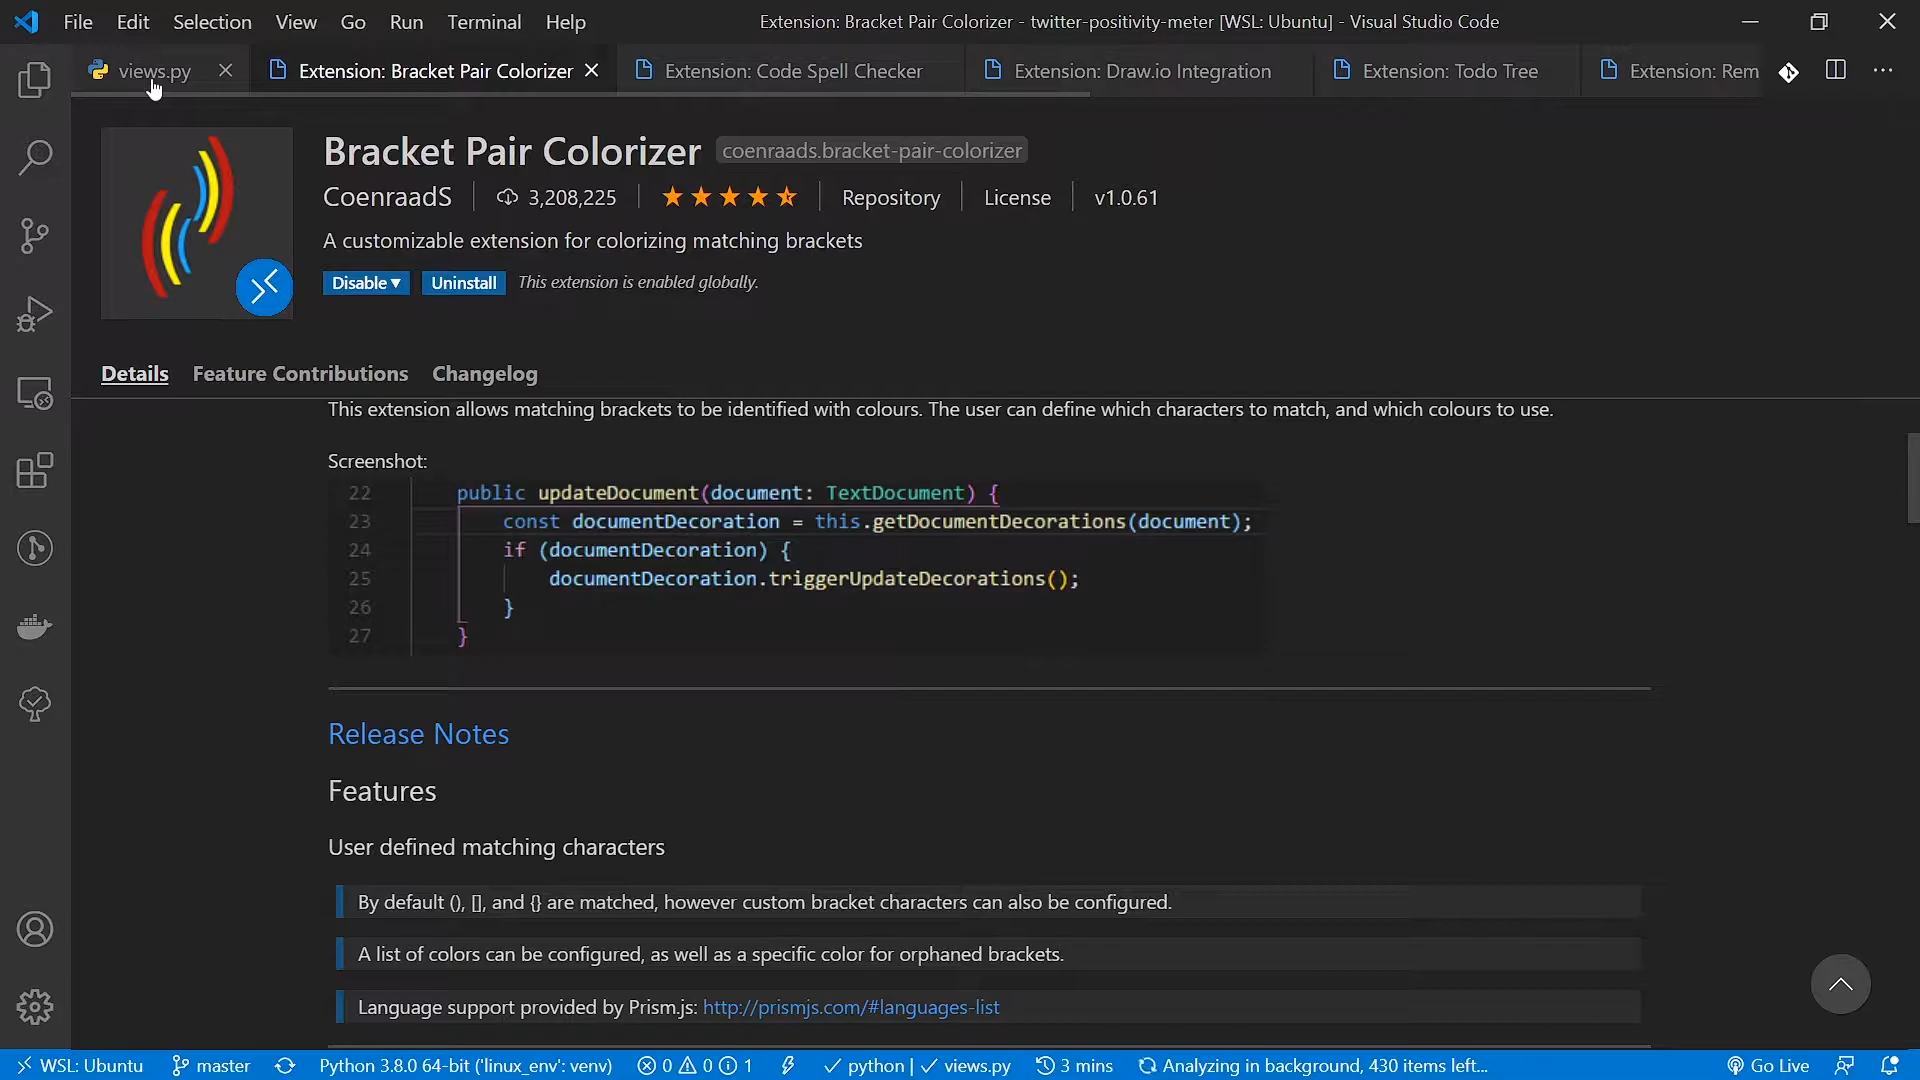 File Edit Selection View Go Run Terminal Help Extension: Bracket Pair Colorizer - twitter-positivity-meter [WSL: Ubuntu] - Visual Studio Code
views.py Extension: Bracket Pair Colorizer Extension: Code Spell Checker Extension: Draw.io Integration Extension: Todo Tree Extension: Rem
Bracket Pair Colorizer coenraads.bracket-pair-colorizer
CoenraadS 3,208,225 Repository License v1.0.61
A customizable extension for colorizing matching brackets
Disable Uninstall This extension is enabled globally.
Details Feature Contributions Changelog
This extension allows matching brackets to be identified with colours. The user can define which characters to match, and which colours to use.
Screenshot:
22 public updateDocument(document: TextDocument) {
23 const documentDecoration = this.getDocumentDecorations(document);
24 if (documentDecoration) {
25 documentDecoration.triggerUpdateDecorations();
26 }
27 }
Release Notes
Features
User defined matching characters
By default (), [], and {} are matched, however custom bracket characters can also be configured.
A list of colors can be configured, as well as a specific color for orphaned brackets.
Language support provided by Prism.js: http://prismjs.com/#languages-list
WSL: Ubuntu master Python 3.8.0 64-bit ('linux_env': venv) 0 0 1 python | views.py 3 mins Analyzing in background, 430 items left... Go Live